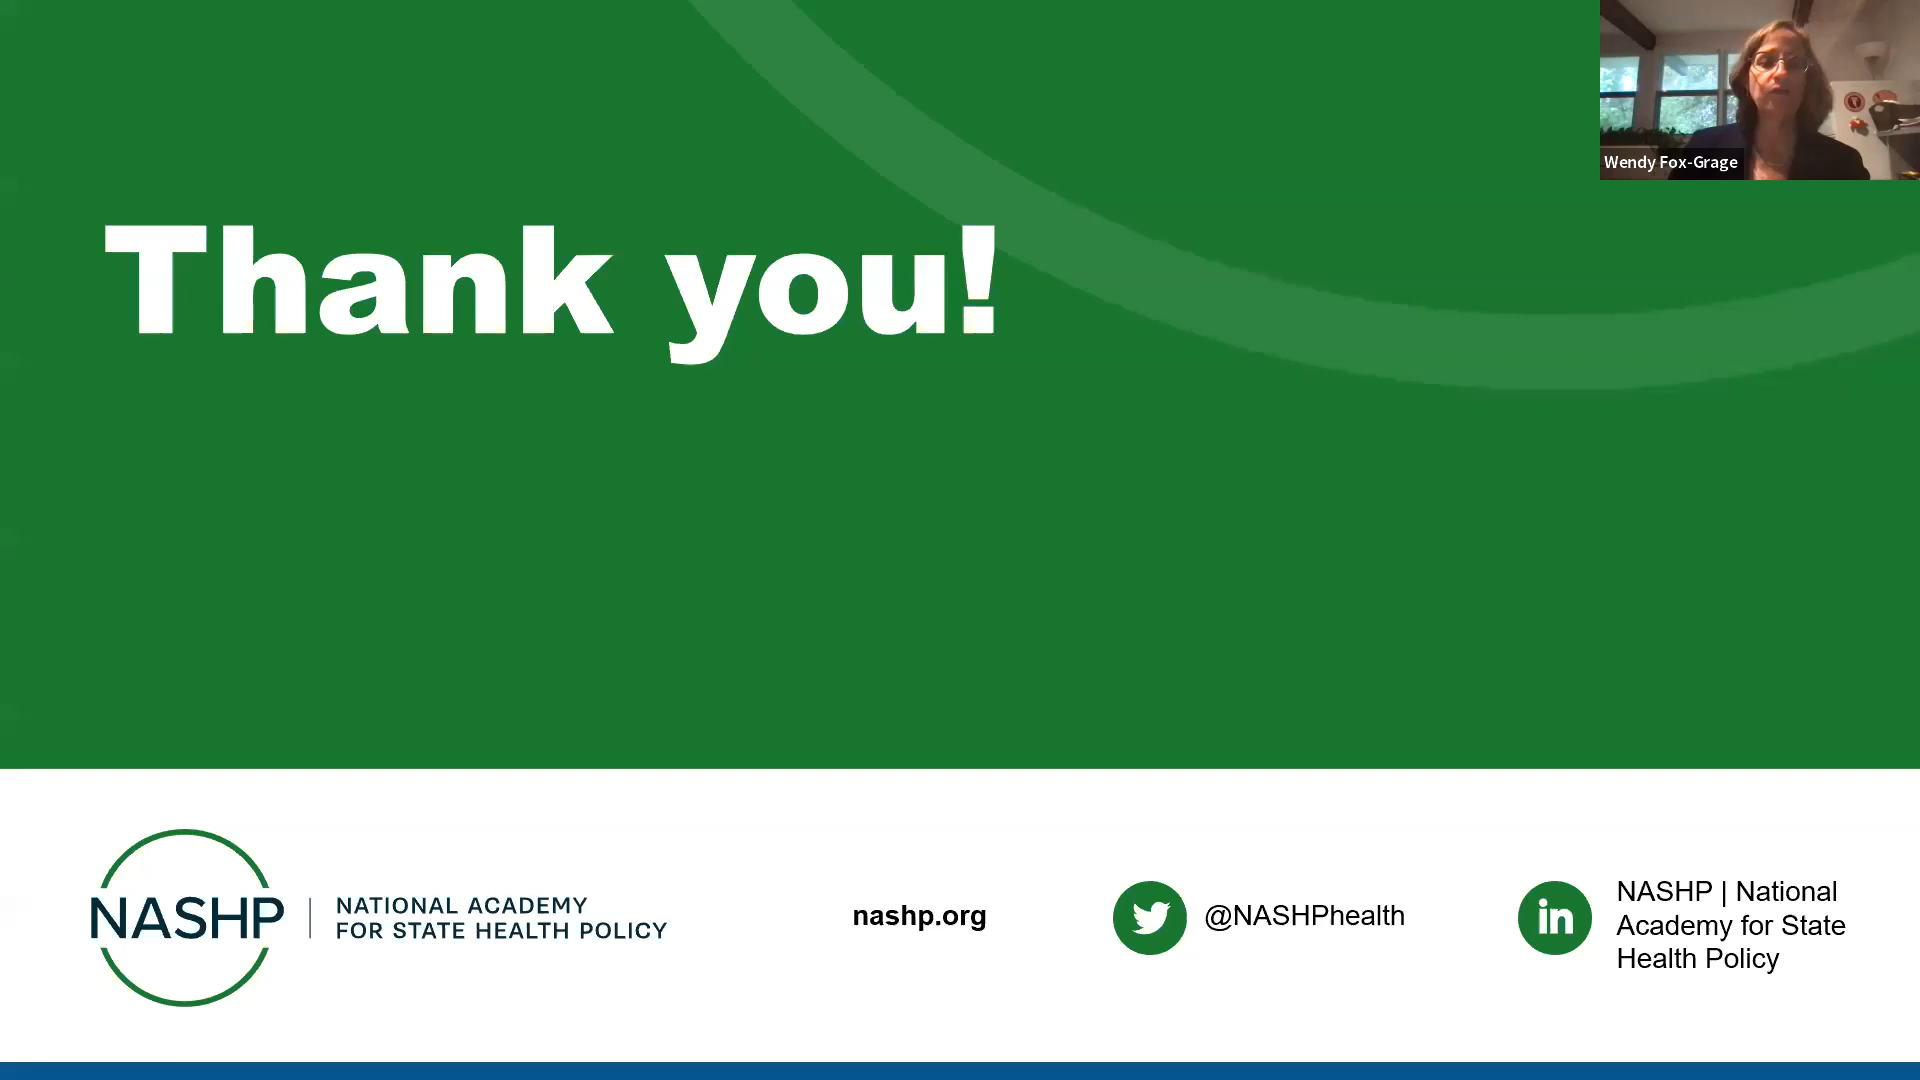 Wendy Fox-Grage
Thank you!
NASHP
NATIONAL ACADEMY
FOR STATE HEALTH POLICY
nashp.org
@NASHPhealth
in
NASHP | National
Academy for State
Health Policy